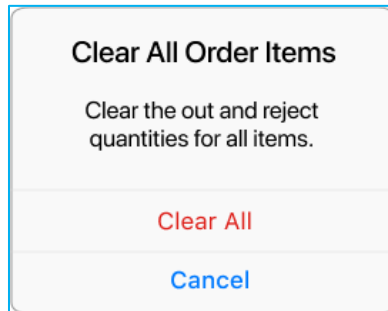 Clear All Order Items
Clear the out and reject
quantities for all items.
Clear All
Cancel